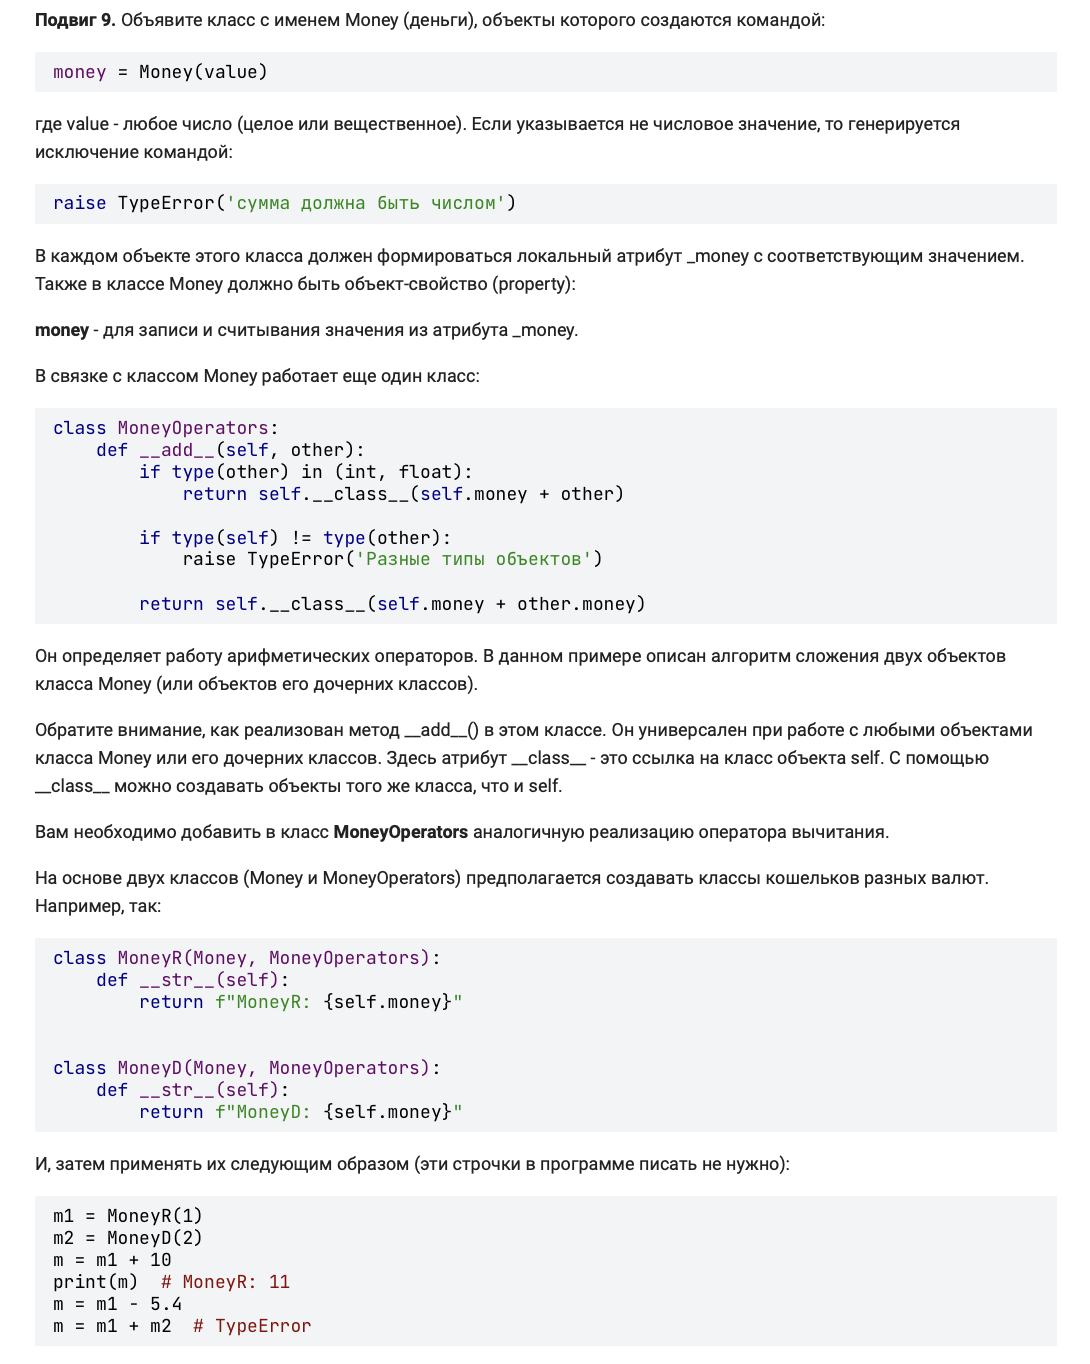 Подвиг 9. Объявите класс с именем Money (деньги), объекты которого создаются командой:
money = Money(value)
где value - любое число (целое или вещественное). Если указывается не числовое значение, то генерируется
исключение командой:
raise TypeError('сумма должна быть числом')
В каждом объекте этого класса должен формироваться локальный атрибут _money с соответствующим значением.
Также в классе Money должно быть объект-свойство (property):
money - для записи и считывания значения из атрибута _money.
В связке с классом Money работает еще один класс:
class MoneyOperators:
    def __add__(self, other):
        if type(other) in (int, float):
            return self.__class__(self.money + other)
        if type(self) != type(other):
            raise TypeError('Разные типы объектов')
        return self.__class__(self.money + other.money)
Он определяет работу арифметических операторов. В данном примере описан алгоритм сложения двух объектов
класса Money (или объектов его дочерних классов).
Обратите внимание, как реализован метод __add__() в этом классе. Он универсален при работе с любыми объектами
класса Money или его дочерних классов. Здесь атрибут __class__ - это ссылка на класс объекта self. С помощью
__class__ можно создавать объекты того же класса, что и self.
Вам необходимо добавить в класс MoneyOperators аналогичную реализацию оператора вычитания.
На основе двух классов (Money и MoneyOperators) предполагается создавать классы кошельков разных валют.
Например, так:
class MoneyR(Money, MoneyOperators):
    def __str__(self):
        return f"MoneyR: {self.money}"
class MoneyD(Money, MoneyOperators):
    def __str__(self):
        return f"MoneyD: {self.money}"
И, затем применять их следующим образом (эти строчки в программе писать не нужно):
m1 = MoneyR(1)
m2 = MoneyD(2)
m = m1 + 10
print(m)  # MoneyR: 11
m = m1 - 5.4
m = m1 + m2  # TypeError